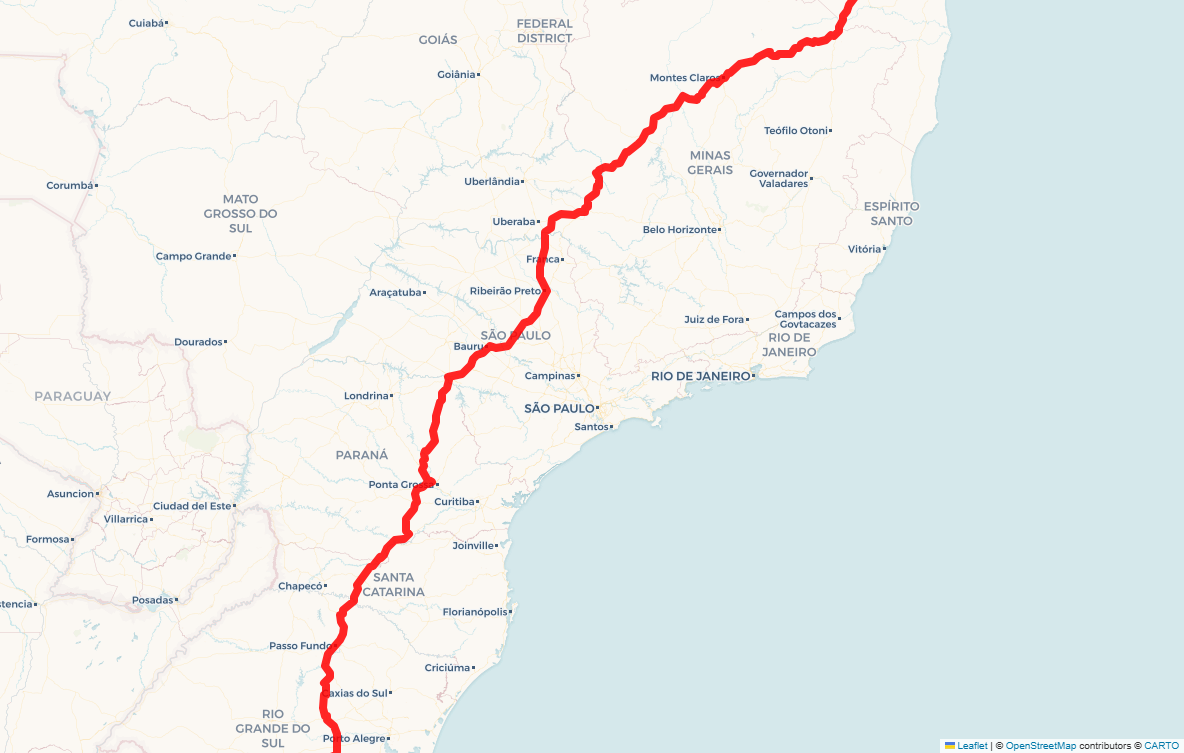 Cuiabá
FEDERAL
DISTRICT
GOIÁS
Goiânia
Montes Claros
Teófilo Otoni
MINAS
GERAIS
Governador
Valadares
Corumbá
Uberlândia
MATO
GROSSO DO
SUL
ESPÍRITO
SANTO
Uberaba
Belo Horizonte
Vitória
Campo Grande
Franca
Araçatuba
Ribeirão Preto
Juiz de Fora
Campos dos
Govtacazes
SÃO PAULO
RIO DE
JANEIRO
Dourados
Bauru
Campinas
RIO DE JANEIRO
PARAGUAY
Londrina
SÃO PAULO
Santos
PARANÁ
Ponta Grossa
Asuncion
Curitiba
Ciudad del Este
Villarrica
Formosa
Joinville
SANTA
CATARINA
Chapecó
Posadas
stencia
Florianópolis
Passo Fundo
Criciúma
Caxias do Sul
RIO
GRANDE DO
SUL
Porto Alegre
Leaflet | © OpenStreetMap contributors © CARTO